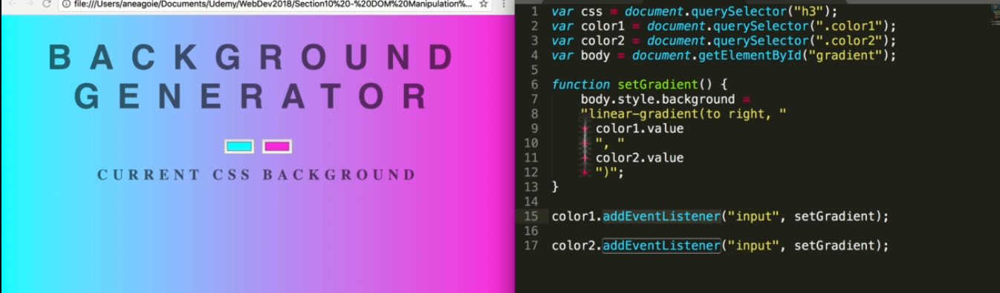 file:///Users/aneagoie/Documents/Udemy/WebDev2018/Section10%20-%20DOM%20Manipulation%...
BACKGROUND
GENERATOR
CURRENT CSS BACKGROUND
1 var css = document.querySelector("h3");
2 var color1 = document.querySelector(".color1");
3 var color2 = document.querySelector(".color2");
4 var body = document.getElementById("gradient");
5
6 function setGradient() {
7 body.style.background =
8 "linear-gradient(to right, "
9 + color1.value
10 + ", "
11 + color2.value
12 + ")";
13 }
14
15 color1.addEventListener("input", setGradient);
16
17 color2.addEventListener("input", setGradient);